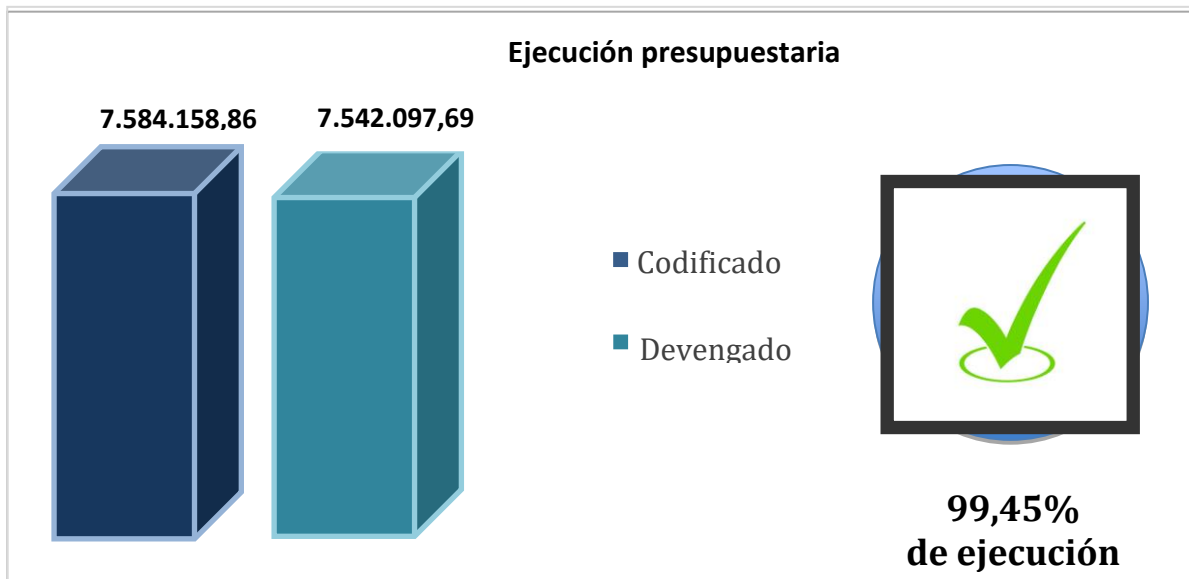 Ejecución presupuestaria
7.584.158,86
7.542.097,69
Codificado
Devengado
99,45%
de ejecución